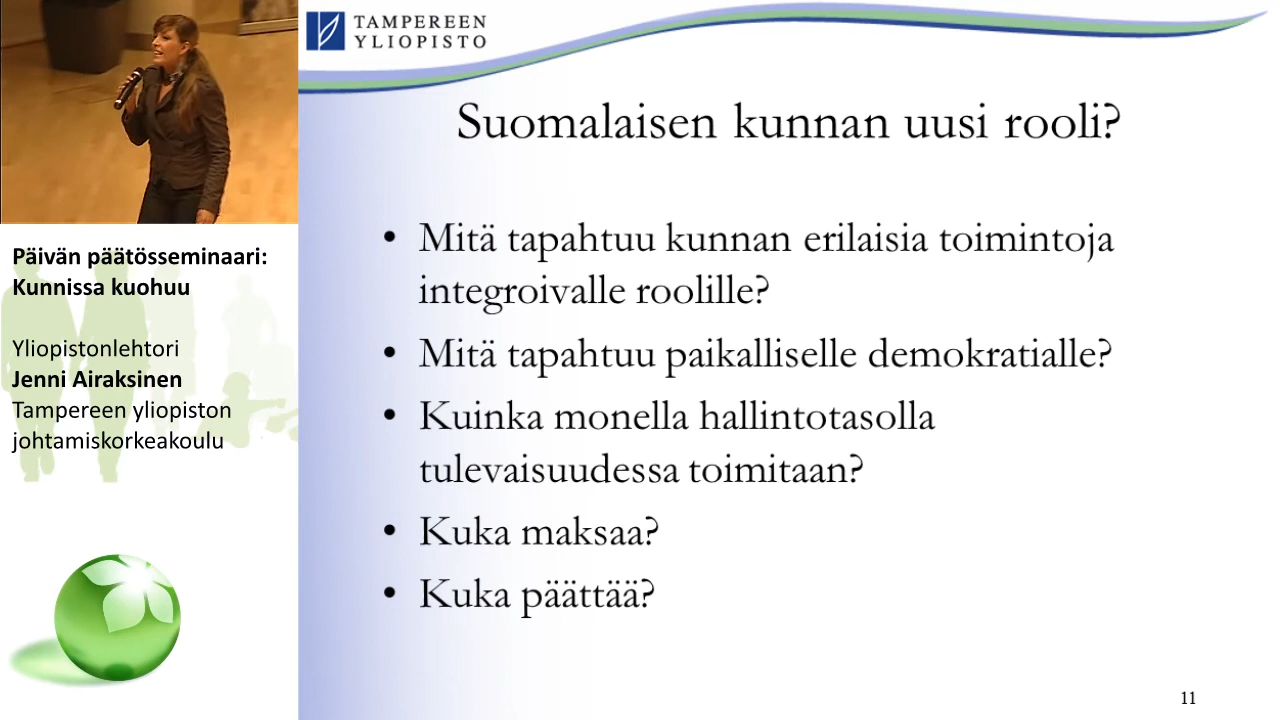 TAMPEREEN
YLIOPISTO
Suomalaisen kunnan uusi rooli?
• Mitä tapahtuu kunnan erilaisia toimintoja
integroivalle roolille?
• Mitä tapahtuu paikalliselle demokratialle?
• Kuinka monella hallintotasolla
tulevaisuudessa toimitaan?
• Kuka maksaa?
• Kuka päättää?
11
Päivän päätösseminaari:
Kunnissa kuohuu
Yliopistonlehtori
Jenni Airaksinen
Tampereen yliopiston
johtamiskorkeakoulu